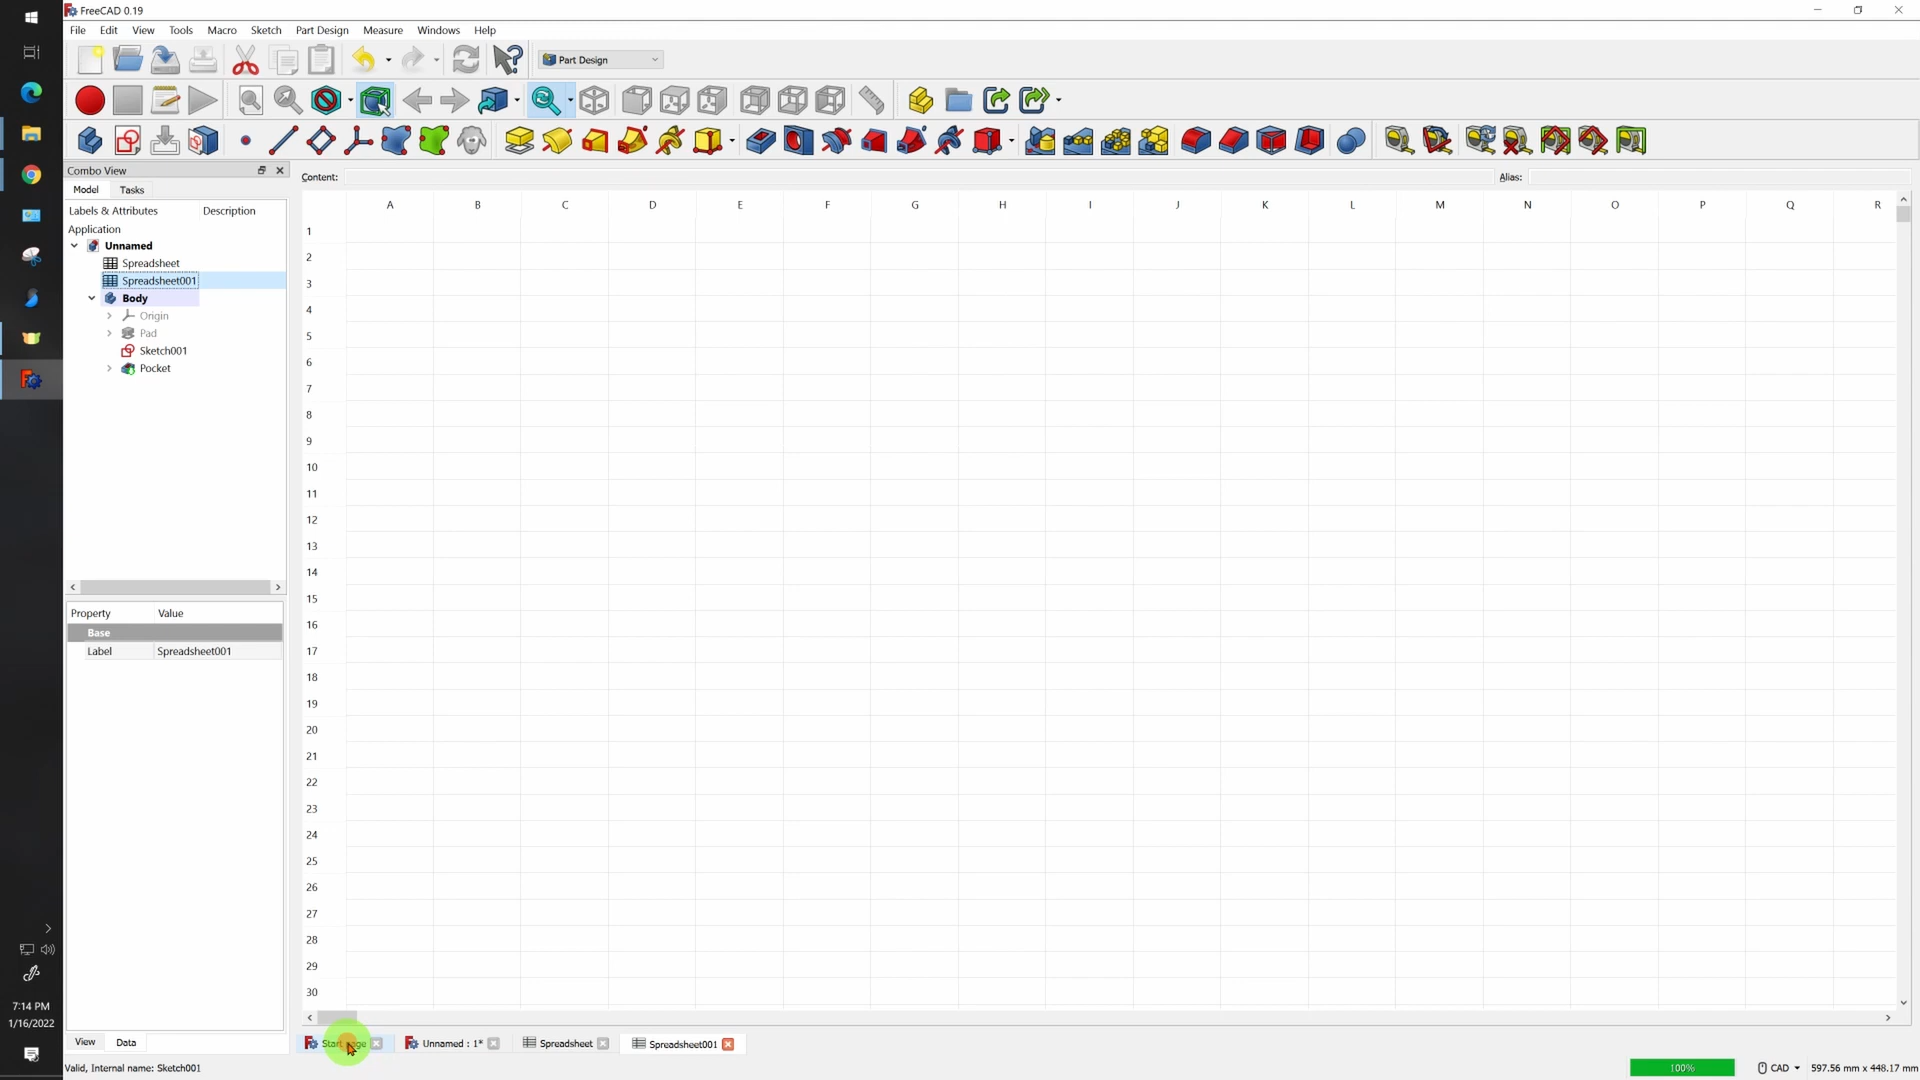 FreeCAD 0.19
File Edit View Tools Macro Sketch Part Design Measure Windows Help
Part Design
Combo View
Content: Alias:
Model Tasks
Labels & Attributes Description
A B C D E F G H I J K L M N O P Q R
Application
Unnamed
Spreadsheet
Spreadsheet001
Body
Origin
Pad
Sketch001
Pocket
1
2
3
4
5
6
7
8
9
10
11
12
13
14
15
16
17
18
19
20
21
22
23
24
25
26
27
28
29
30
Property Value
Base
Label Spreadsheet001
7:14 PM
1/16/2022
View Data
Unnamed : 1*
Spreadsheet
Spreadsheet001
Valid, Internal name: Sketch001
100%
CAD
597.56 mm x 448.17 mm